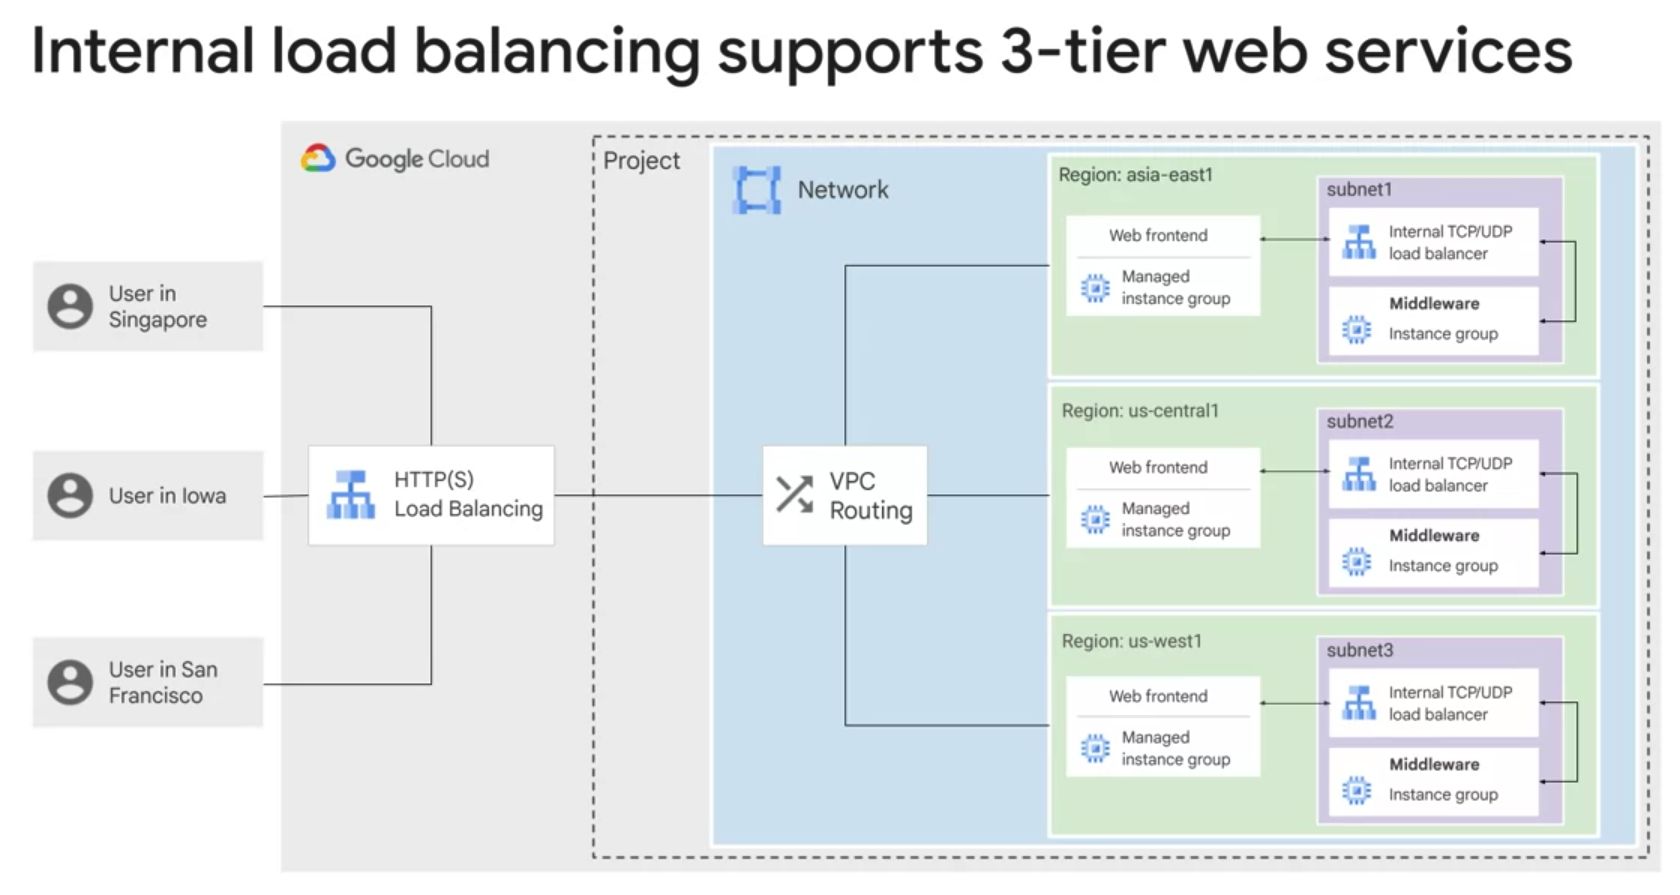 Internal load balancing supports 3-tier web services
Google Cloud
Project
Network
User in
Singapore
User in Iowa
User in San
Francisco
HTTP(S)
Load Balancing
VPC
Routing
Region: asia-east1
Web frontend
Managed
instance group
subnet1
Internal TCP/UDP
load balancer
Middleware
Instance group
Region: us-central1
Web frontend
Managed
instance group
subnet2
Internal TCP/UDP
load balancer
Middleware
Instance group
Region: us-west1
Web frontend
Managed
instance group
subnet3
Internal TCP/UDP
load balancer
Middleware
Instance group